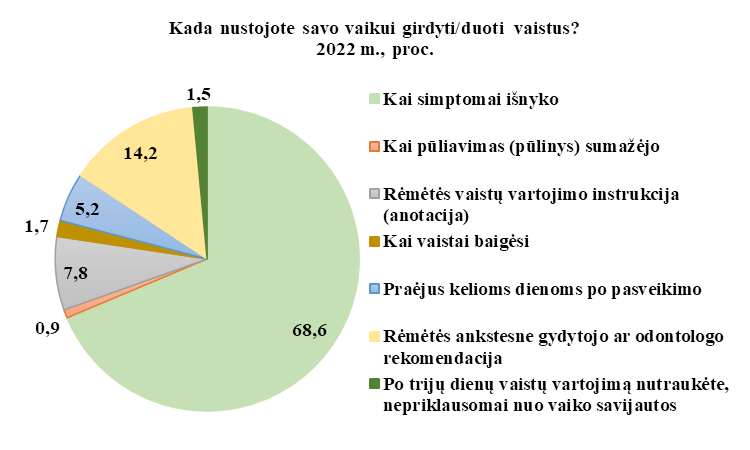 Kada nustojote savo vaikui girdyti/duoti vaistus?
2022 m., proc.
1,5
14,2
5,2
1,7
7,8
0,9
68,6
Kai simptomai išnyko
Kai pūliavimas (pūlinys) sumažėjo
Rėmėtės vaistų vartojimo instrukcija
(anotacija)
Kai vaistai baigėsi
Praėjus kelioms dienoms po pasveikimo
Rėmėtės ankstesne gydytojo ar odontologo
rekomendacija
Po trijų dienų vaistų vartojimą nutraukėte,
nepriklausomai nuo vaiko savijautos